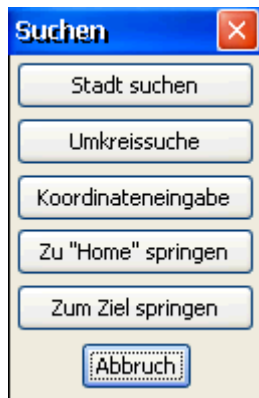 Suchen
Stadt suchen
Umkreissuche
Koordinateneingabe
Zu "Home" springen
Zum Ziel springen
Abbruch